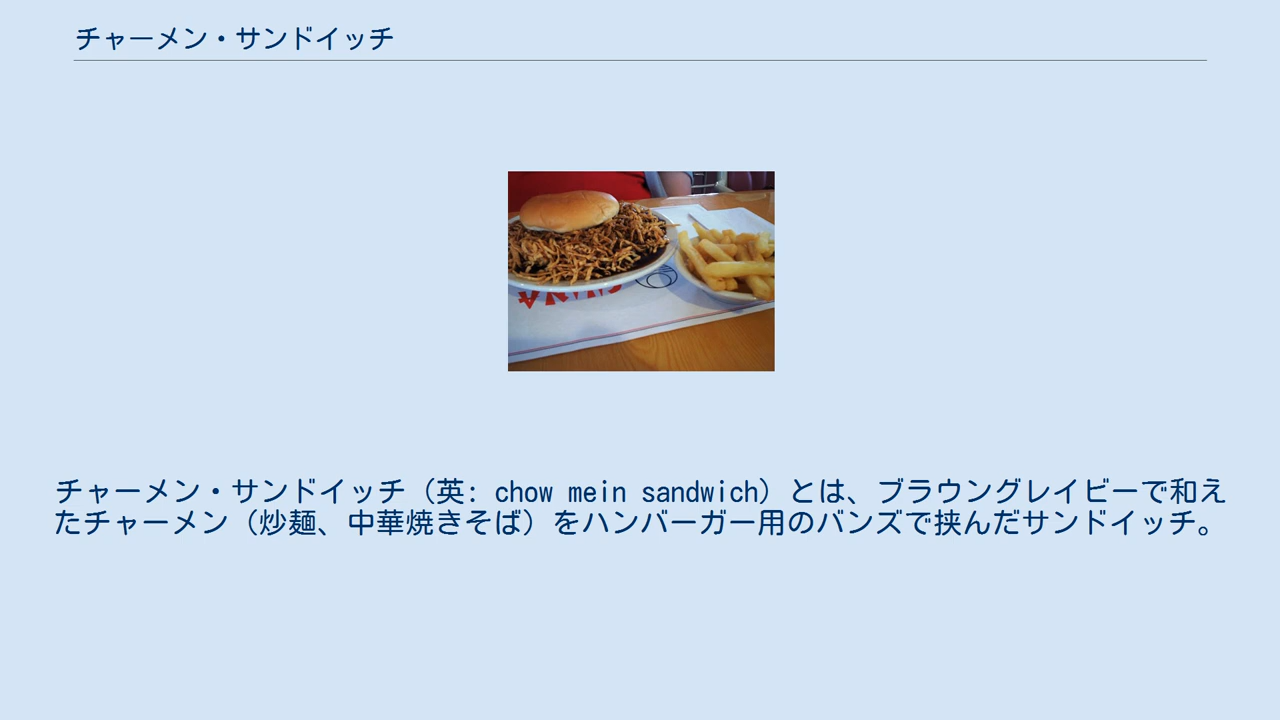 チャーメン・サンドイッチ
チャーメン・サンドイッチ（英: chow mein sandwich）とは、ブラウングレイビーで和え
たチャーメン（炒麺、中華焼きそば）をハンバーガー用のバンズで挟んだサンドイッチ。